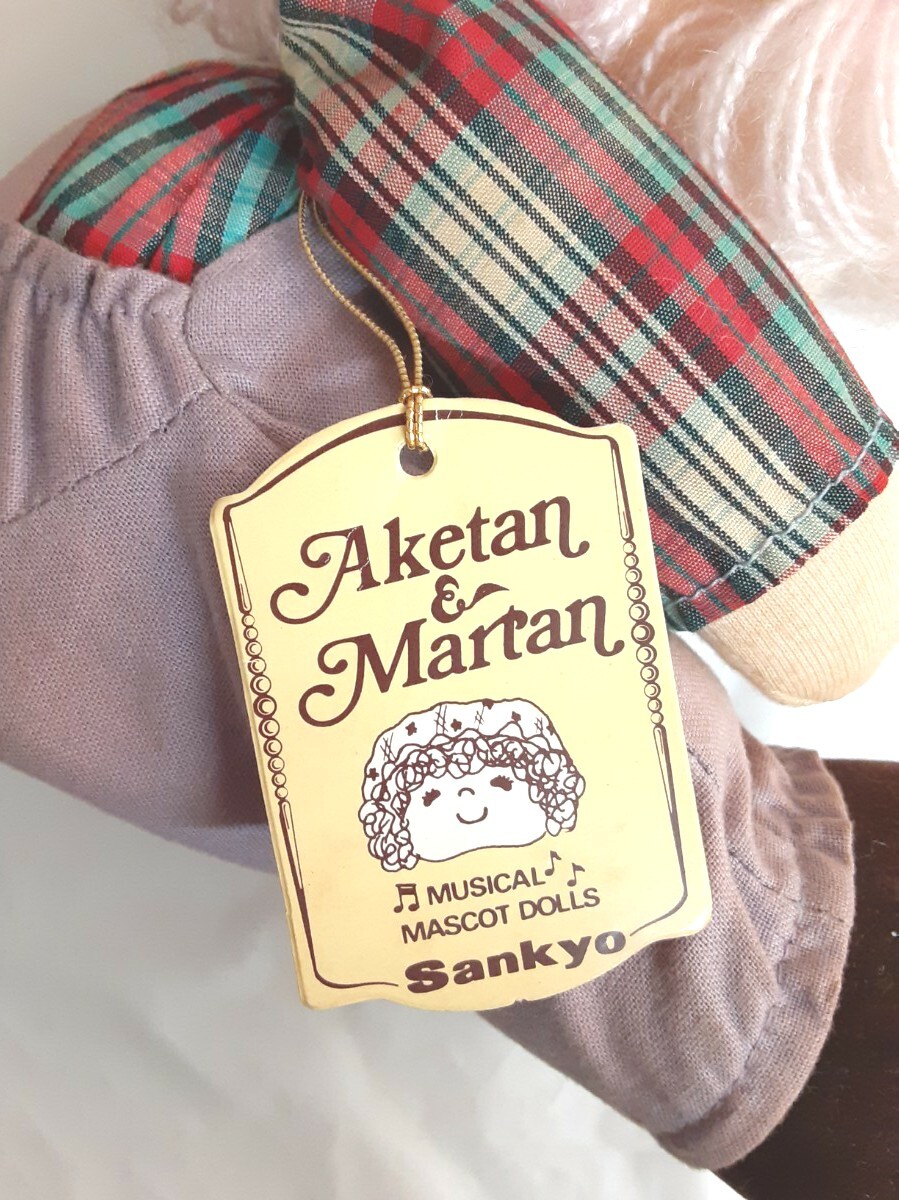 Aketan
&
Martan
MUSICAL
MASCOT DOLLS
Sankyo